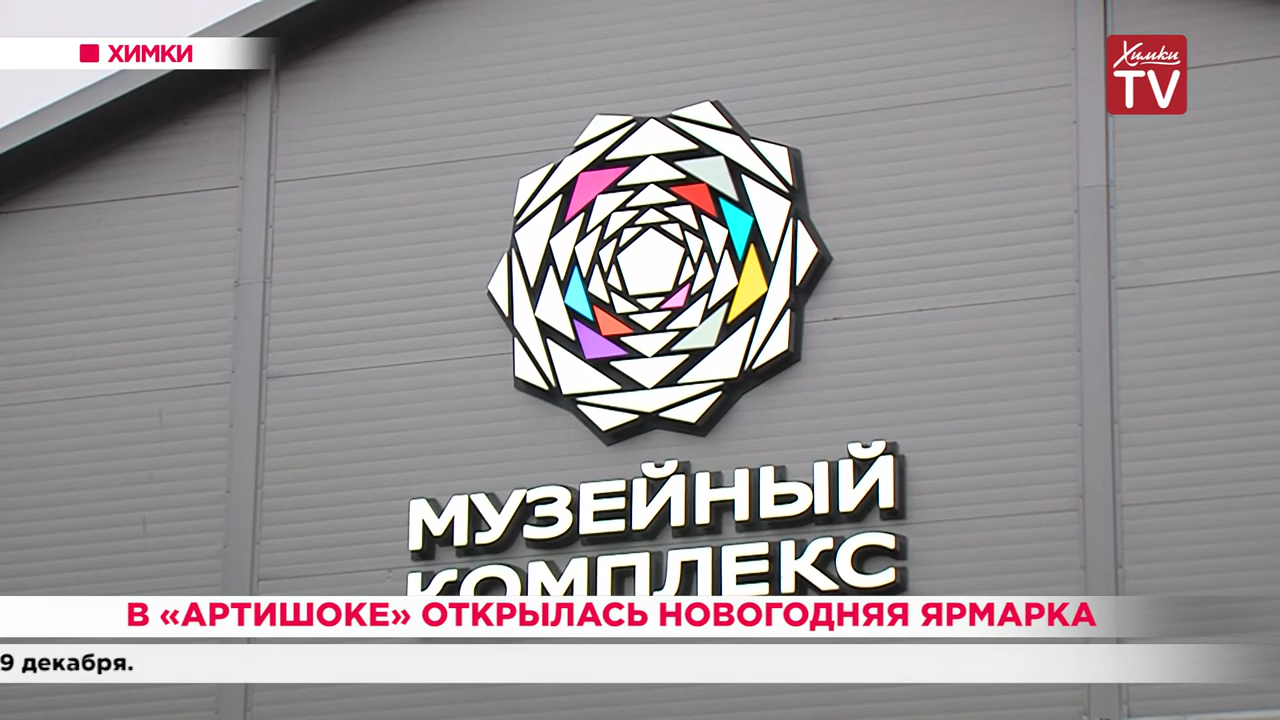 ХИМКИ
Химки
TV
МУЗЕЙНЫЙ
КОМПЛЕКС
В «АРТИШОКЕ» ОТКРЫЛАСЬ НОВОГОДНЯЯ ЯРМАРКА
9 декабря.